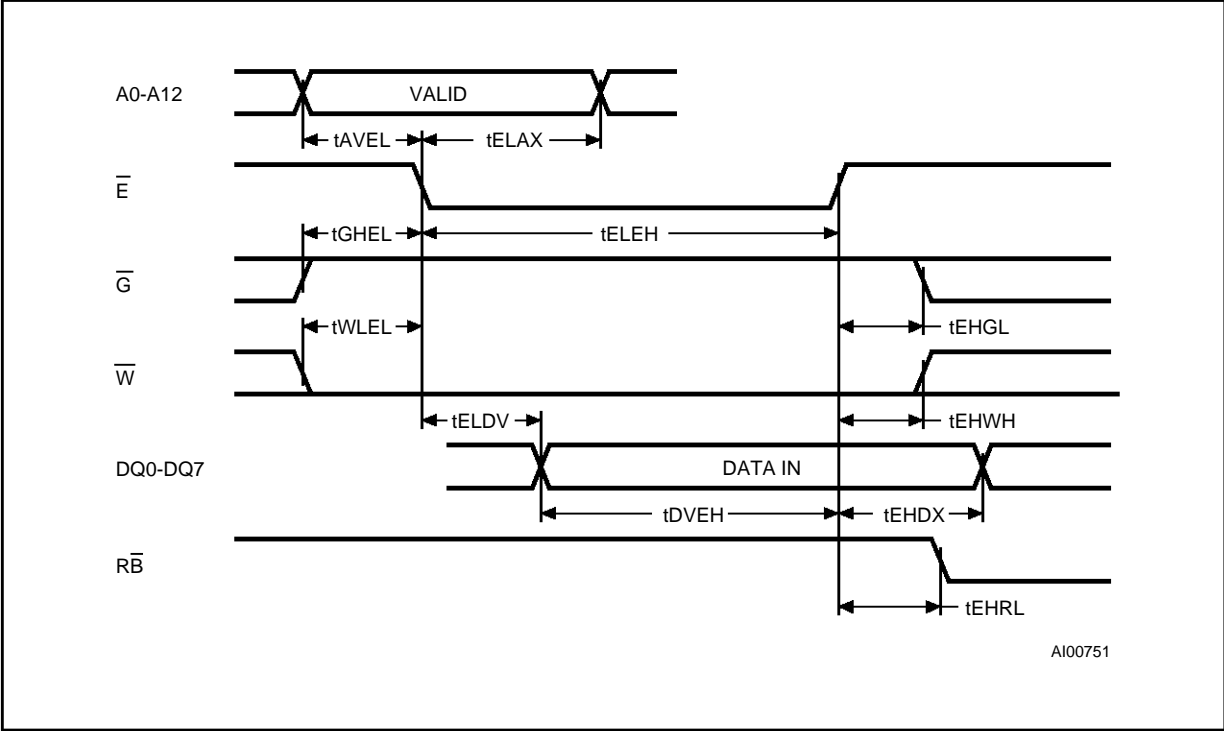 A0-A12 VALID
tAVEL tELAX
E̅
tGHEL tELEH
G̅
tWLEL tEHGL
W̅
tELDV tEHWH
DQ0-DQ7 DATA IN
tDVEH tEHDX
RB̅
tEHRL
AI00751